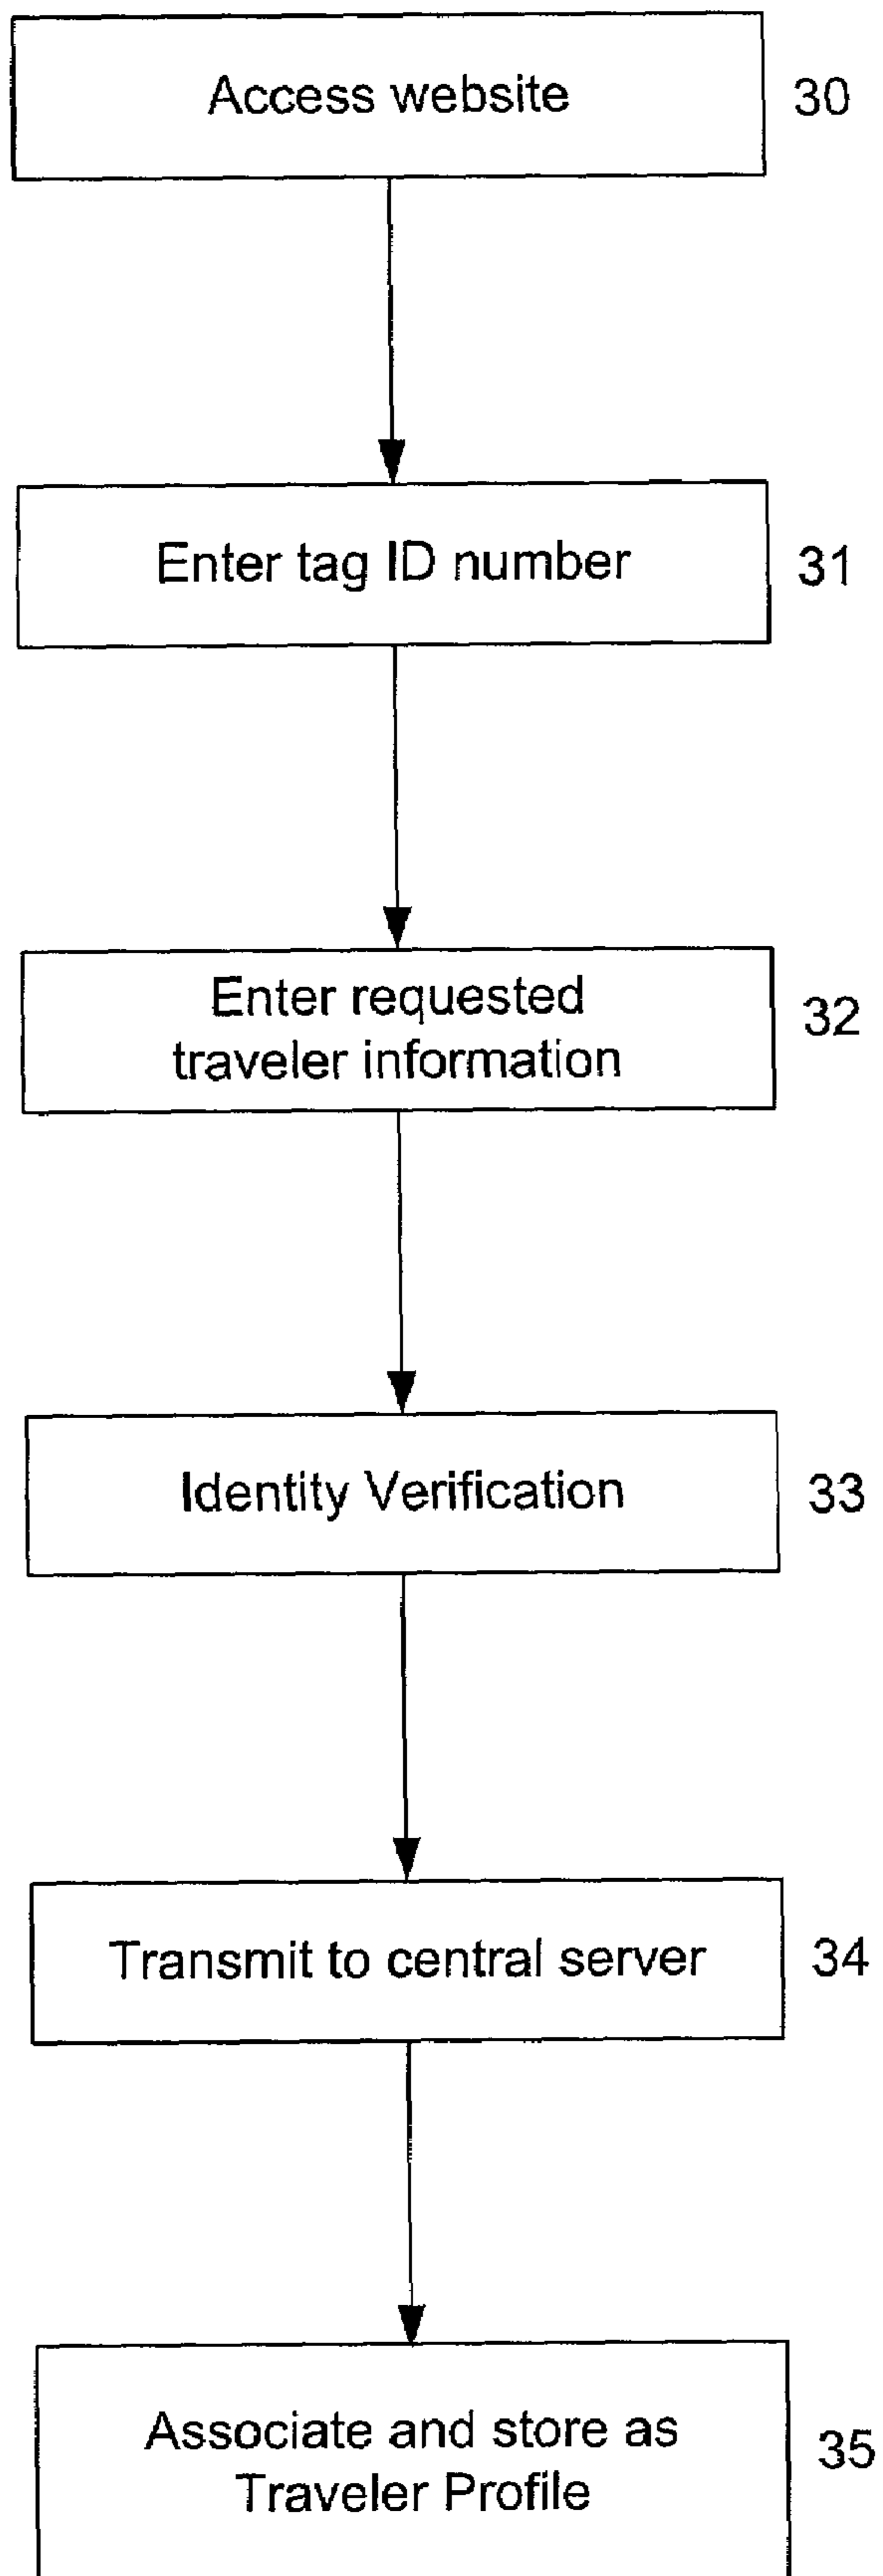 Access website 30
Enter tag ID number 31
Enter requested
traveler information 32
Identity Verification 33
Transmit to central server 34
Associate and store as
Traveler Profile 35